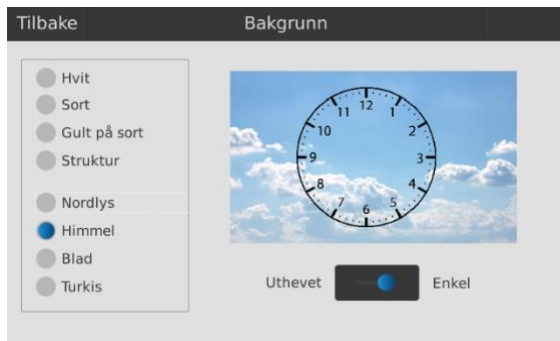 Tilbake Bakgrunn
Hvit
Sort
Gult på sort
Struktur
Nordlys
Himmel
Blad
Turkis
12
11 1
10 2
9 3
8 4
7 6 5
Uthevet Enkel